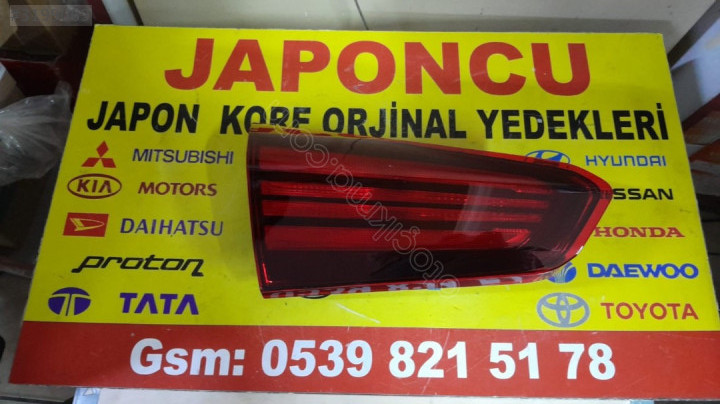 JAPONCU
JAPON KORE ORJİNAL YEDEKLERİ
MITSUBISHI
HYUNDAI
KIA MOTORS
DAIHATSU
HONDA
proton
DAEWOO
TATA
TOYOTA
Gsm: 0539 821 51 78